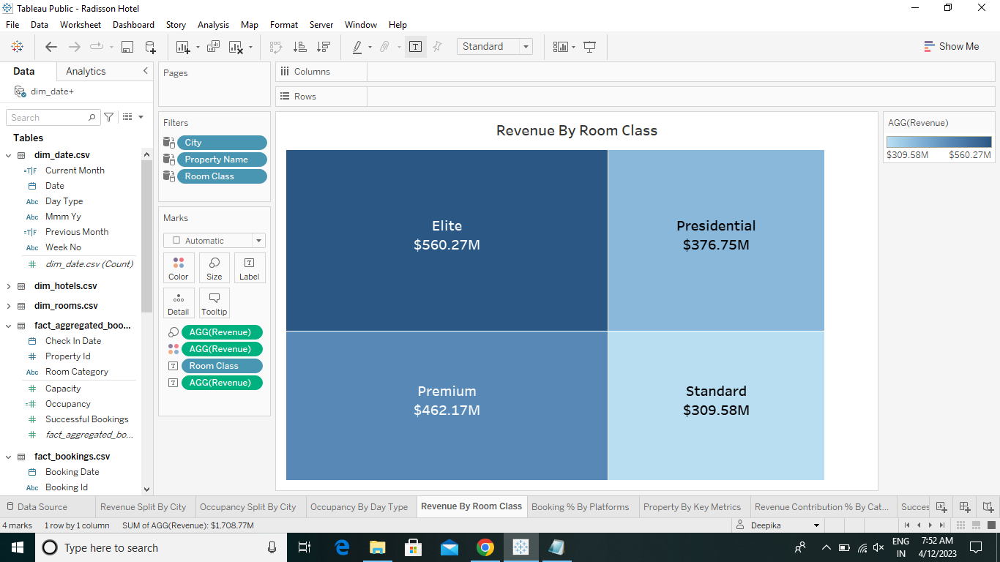 Tableau Public - Radisson Hotel
File Data Worksheet Dashboard Story Analysis Map Format Server Window Help
Standard
Show Me
Data Analytics
dim_date+
Search
Tables
dim_date.csv
=T|F Current Month
Date
Abc Day Type
Abc Mmm Yy
=T|F Previous Month
Abc Week No
# dim_date.csv (Count)
dim_hotels.csv
dim_rooms.csv
fact_aggregated_boo...
Check In Date
# Property Id
Abc Room Category
# Capacity
=# Occupancy
# Successful Bookings
# fact_aggregated_bo...
fact_bookings.csv
Booking Date
Abc Booking Id
Pages
Filters
City
Property Name
Room Class
Marks
Automatic
Color Size Label
Detail Tooltip
AGG(Revenue)
AGG(Revenue)
Room Class
AGG(Revenue)
Columns
Rows
Revenue By Room Class
Elite
$560.27M
Presidential
$376.75M
Premium
$462.17M
Standard
$309.58M
AGG(Revenue)
$309.58M $560.27M
Data Source Revenue Split By City Occupancy Split By City Occupancy By Day Type Revenue By Room Class Booking % By Platforms Property By Key Metrics Revenue Contribution % By Cat... Succes
4 marks 1 row by 1 column SUM of AGG(Revenue): $1,708.77M Deepika
Type here to search
ENG
IN
7:52 AM
4/12/2023